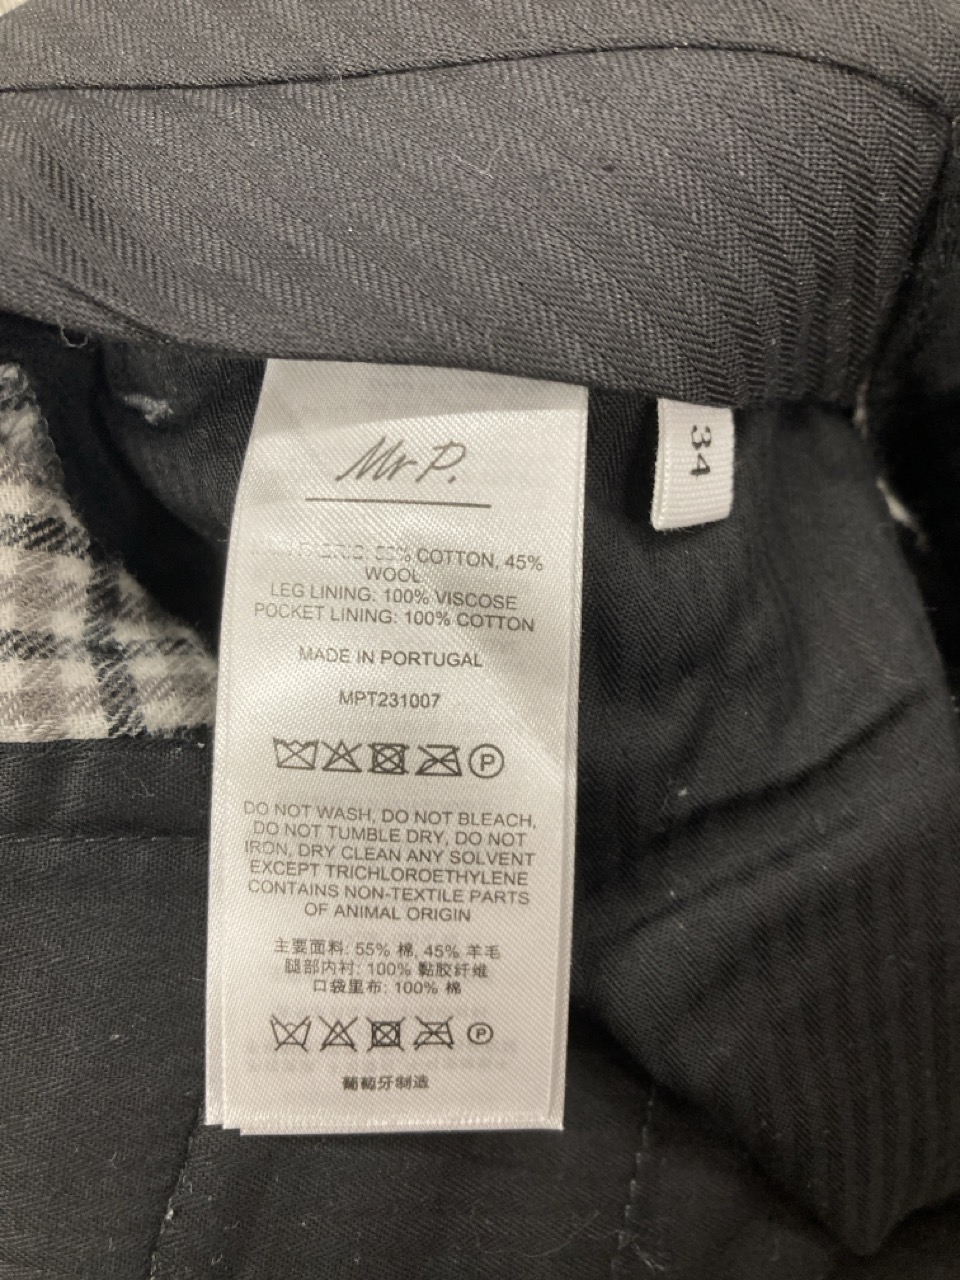 Mr P.
34
COTTON, 45%
WOOL
LEG LINING: 100% VISCOSE
POCKET LINING: 100% COTTON
MADE IN PORTUGAL
MPT231007
P
DO NOT WASH, DO NOT BLEACH,
DO NOT TUMBLE DRY, DO NOT
IRON, DRY CLEAN ANY SOLVENT
EXCEPT TRICHLOROETHYLENE
CONTAINS NON-TEXTILE PARTS
OF ANIMAL ORIGIN
主要面料: 55% 棉, 45% 羊毛
腿部内衬: 100% 黏胶纤维
口袋里布: 100% 棉
P
葡萄牙制造